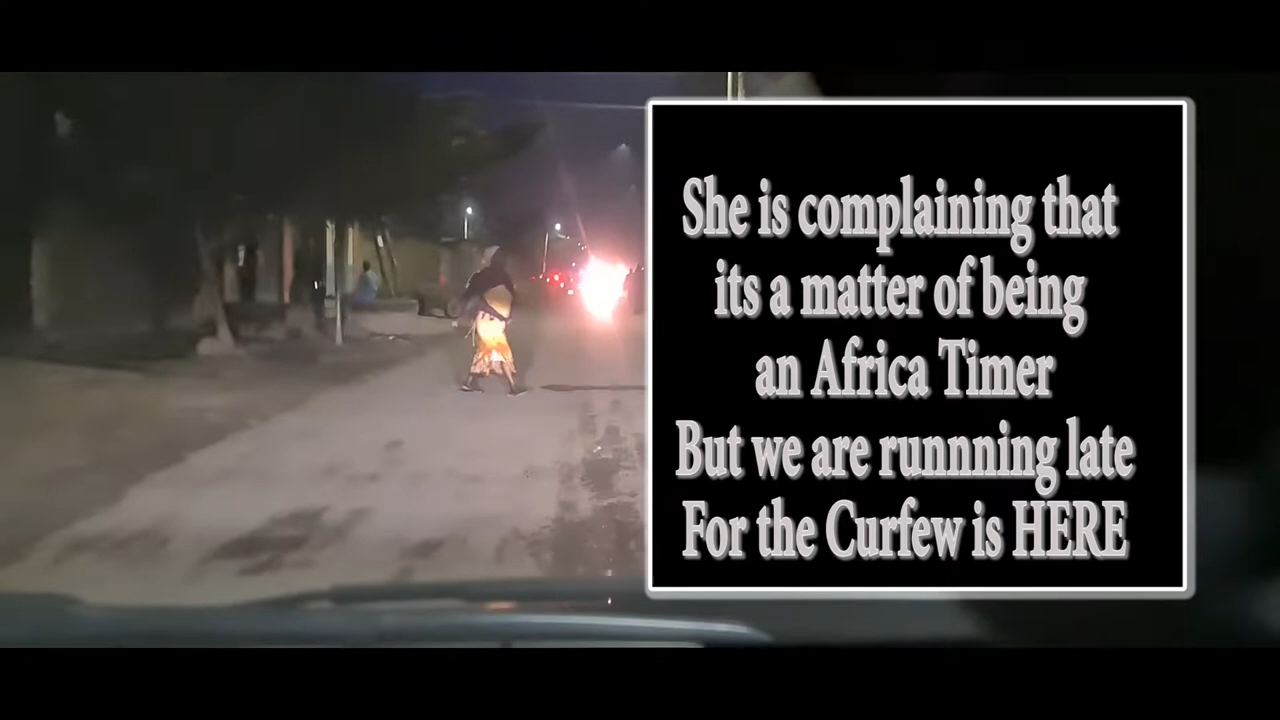 She is complaining that
its a matter of being
an Africa Timer
But we are runnning late
For the Curfew is HERE